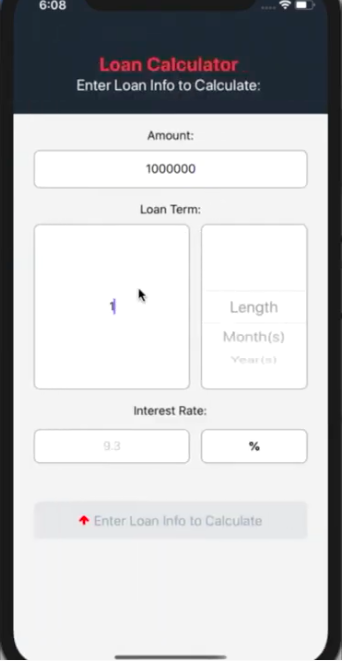 6:08
Loan Calculator
Enter Loan Info to Calculate:
Amount:
1000000
Loan Term:
1
Length
Month(s)
Year(s)
Interest Rate:
9.3 %
Enter Loan Info to Calculate